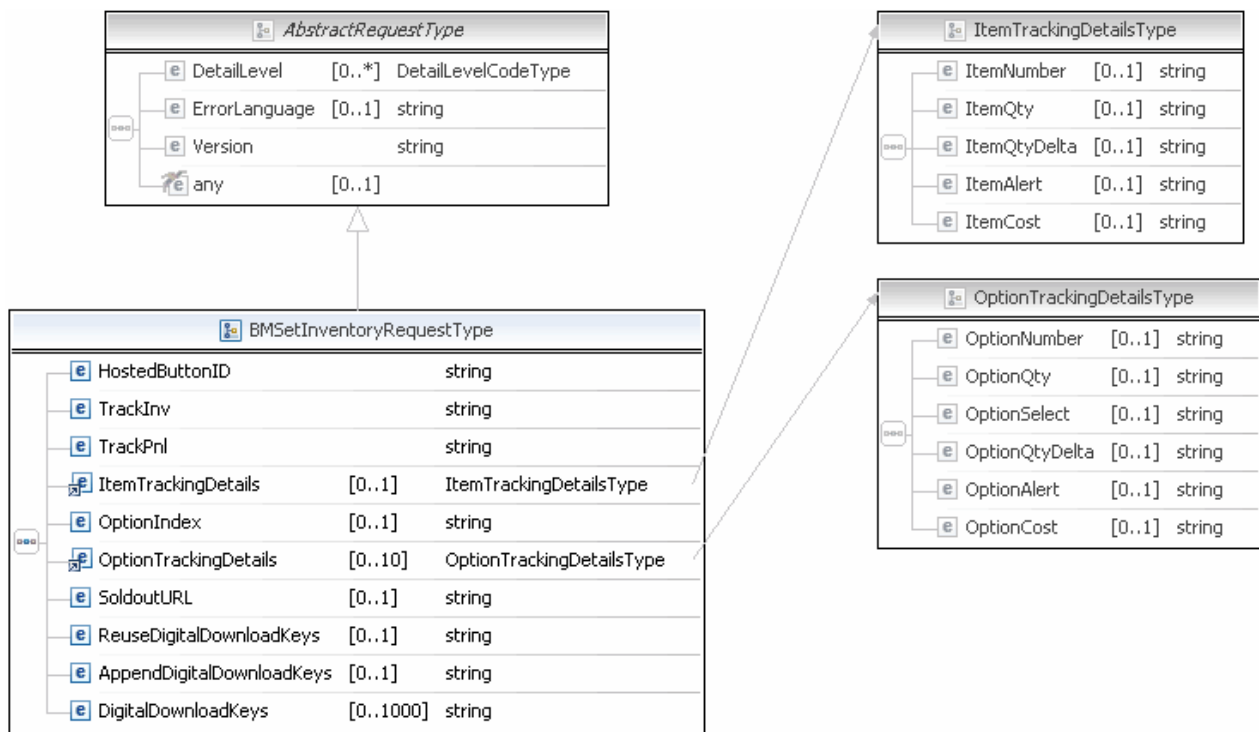 AbstractRequestType
DetailLevel [0..*] DetailLevelCodeType
ErrorLanguage [0..1] string
Version string
any [0..1]
BMSetInventoryRequestType
HostedButtonID string
TrackInv string
TrackPnl string
ItemTrackingDetails [0..1] ItemTrackingDetailsType
OptionIndex [0..1] string
OptionTrackingDetails [0..10] OptionTrackingDetailsType
SoldoutURL [0..1] string
ReuseDigitalDownloadKeys [0..1] string
AppendDigitalDownloadKeys [0..1] string
DigitalDownloadKeys [0..1000] string
ItemTrackingDetailsType
ItemNumber [0..1] string
ItemQty [0..1] string
ItemQtyDelta [0..1] string
ItemAlert [0..1] string
ItemCost [0..1] string
OptionTrackingDetailsType
OptionNumber [0..1] string
OptionQty [0..1] string
OptionSelect [0..1] string
OptionQtyDelta [0..1] string
OptionAlert [0..1] string
OptionCost [0..1] string